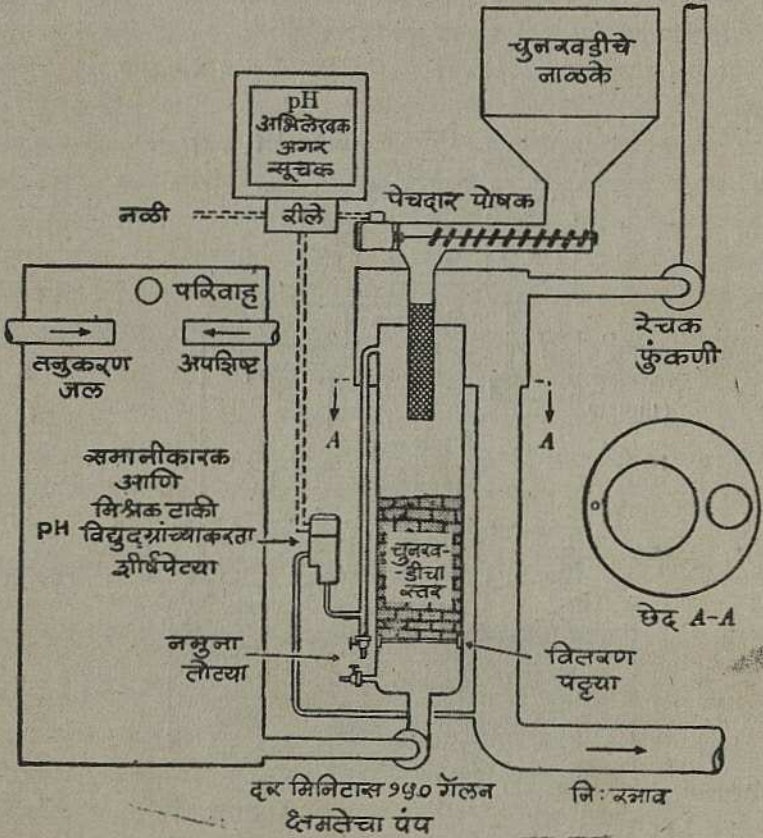 चुनखडीचे
नाळके
pH
अभिलेखक
अगर
सूचक
नळी
रीले
पेचदार पोषक
परिवाह
तनुकरण
जल
अपशिष्ट
रेचक
फुंकणी
A
A
समानीकारक
आणि
मिश्रक टाकी
pH विद्युद्ग्रांच्याकरता
शीर्षपेट्या
चुनख-
-डीचा
स्तर
छेद A-A
नमुना
तोट्या
वितरण
पट्ट्या
दर मिनिटास १५० गॅलन
क्षमतेचा पंप
निःस्त्राव